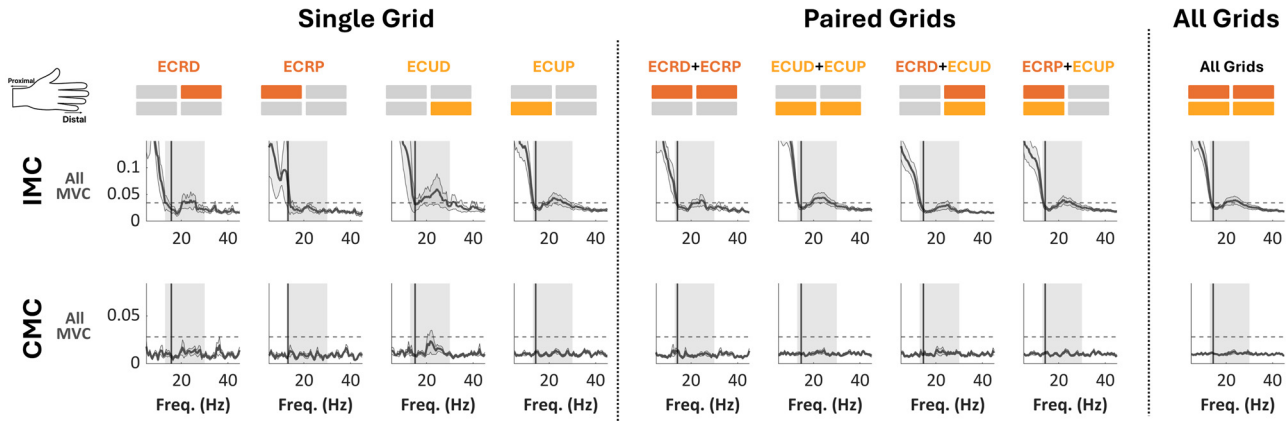 Single Grid
Paired Grids
All Grids
Proximal
Distal
ECRD
ECRP
ECUD
ECUP
ECRD+ECRP
ECUD+ECUP
ECRD+ECUD
ECRP+ECUP
All Grids
IMC
All
MVC
0.1
0.05
0
20 40
20 40
20 40
20 40
20 40
20 40
20 40
20 40
20 40
CMC
All
MVC
0.05
0
20 40
20 40
20 40
20 40
20 40
20 40
20 40
20 40
20 40
Freq. (Hz)
Freq. (Hz)
Freq. (Hz)
Freq. (Hz)
Freq. (Hz)
Freq. (Hz)
Freq. (Hz)
Freq. (Hz)
Freq. (Hz)